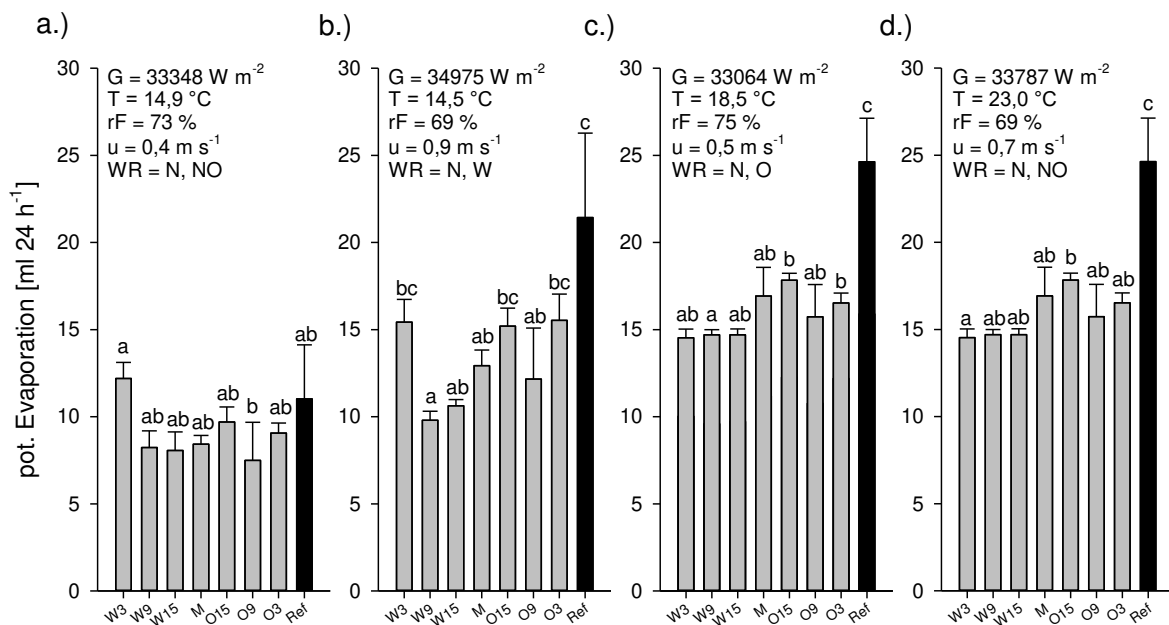 a.)
b.)
c.)
d.)
pot. Evaporation [ml 24 h⁻¹]
30
25
20
15
10
5
0
G = 33348 W m⁻²
T = 14,9 °C
rF = 73 %
u = 0,4 m s⁻¹
WR = N, NO
a
ab
ab
ab
ab
b
ab
ab
W3
W9
W15
M
O15
O9
O3
Ref
30
25
20
15
10
5
0
G = 34975 W m⁻²
T = 14,5 °C
rF = 69 %
u = 0,9 m s⁻¹
WR = N, W
bc
a
ab
ab
bc
ab
bc
c
W3
W9
W15
M
O15
O9
O3
Ref
30
25
20
15
10
5
0
G = 33064 W m⁻²
T = 18,5 °C
rF = 75 %
u = 0,5 m s⁻¹
WR = N, O
ab
a
ab
ab
b
ab
b
c
W3
W9
W15
M
O15
O9
O3
Ref
30
25
20
15
10
5
0
G = 33787 W m⁻²
T = 23,0 °C
rF = 69 %
u = 0,7 m s⁻¹
WR = N, NO
a
ab
ab
ab
b
ab
ab
c
W3
W9
W15
M
O15
O9
O3
Ref